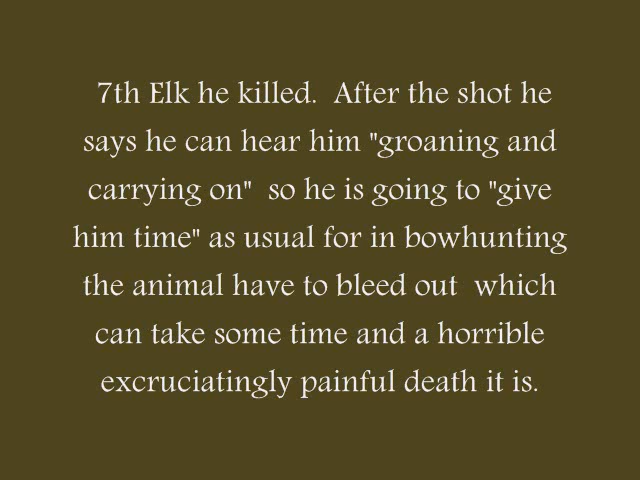 7th Elk he killed.  After the shot he
says he can hear him "groaning and
carrying on"  so he is going to "give
him time" as usual for in bowhunting
the animal have to bleed out  which
can take some time and a horrible
excruciatingly painful death it is.